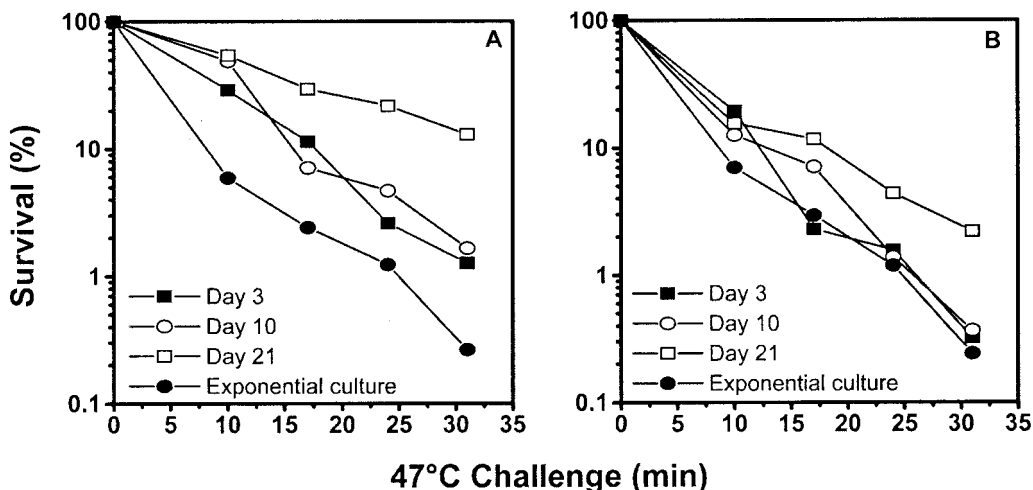 100
10
1
0.1
Survival (%)
A
Day 3
Day 10
Day 21
Exponential culture
0 5 10 15 20 25 30 35
100
10
1
0.1
B
Day 3
Day 10
Day 21
Exponential culture
0 5 10 15 20 25 30 35
47°C Challenge (min)